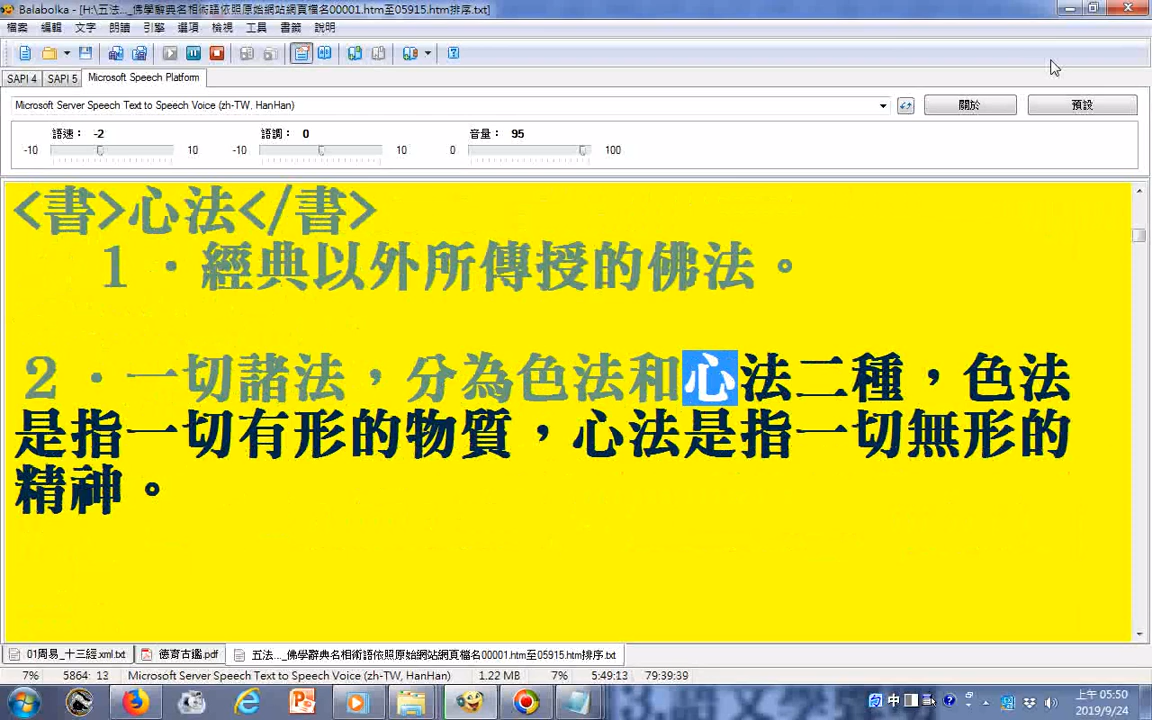 Balabolka - [H:\五法..._佛學辭典名相術語依照原始網站網頁檔名00001.htm至05915.htm排序.txt]
檔案 編輯 文字 朗讀 引擎 選項 檢視 工具 書籤 說明
SAPI 4 SAPI 5 Microsoft Speech Platform
Microsoft Server Speech Text to Speech Voice (zh-TW, HanHan) 關於 預設
語速： -2 語調： 0 音量： 95
-10 10 -10 10 0 100
<書>心法</書>
1．經典以外所傳授的佛法。
2．一切諸法，分為色法和心法二種，色法
是指一切有形的物質，心法是指一切無形的
精神。
01周易_十三經.xml.txt 德育古鑑.pdf 五法..._佛學辭典名相術語依照原始網站網頁檔名00001.htm至05915.htm排序.txt
7% 5864: 13 Microsoft Server Speech Text to Speech Voice (zh-TW, HanHan) 1.22 MB 7% 5:49:13 79:39:39
中 上午 05:50
2019/9/24